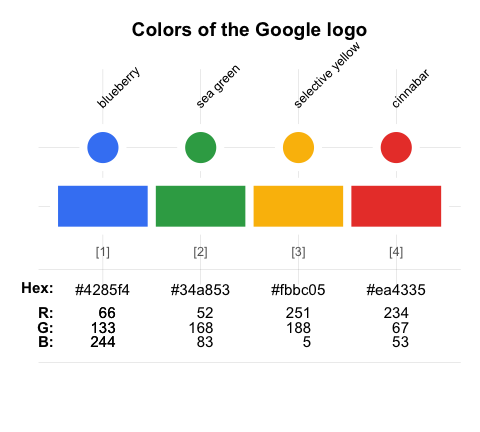 Colors of the Google logo
blueberry
sea green
selective yellow
cinnabar
[1] [2] [3] [4]
Hex: #4285f4 #34a853 #fbbc05 #ea4335
R: 66 52 251 234
G: 133 168 188 67
B: 244 83 5 53